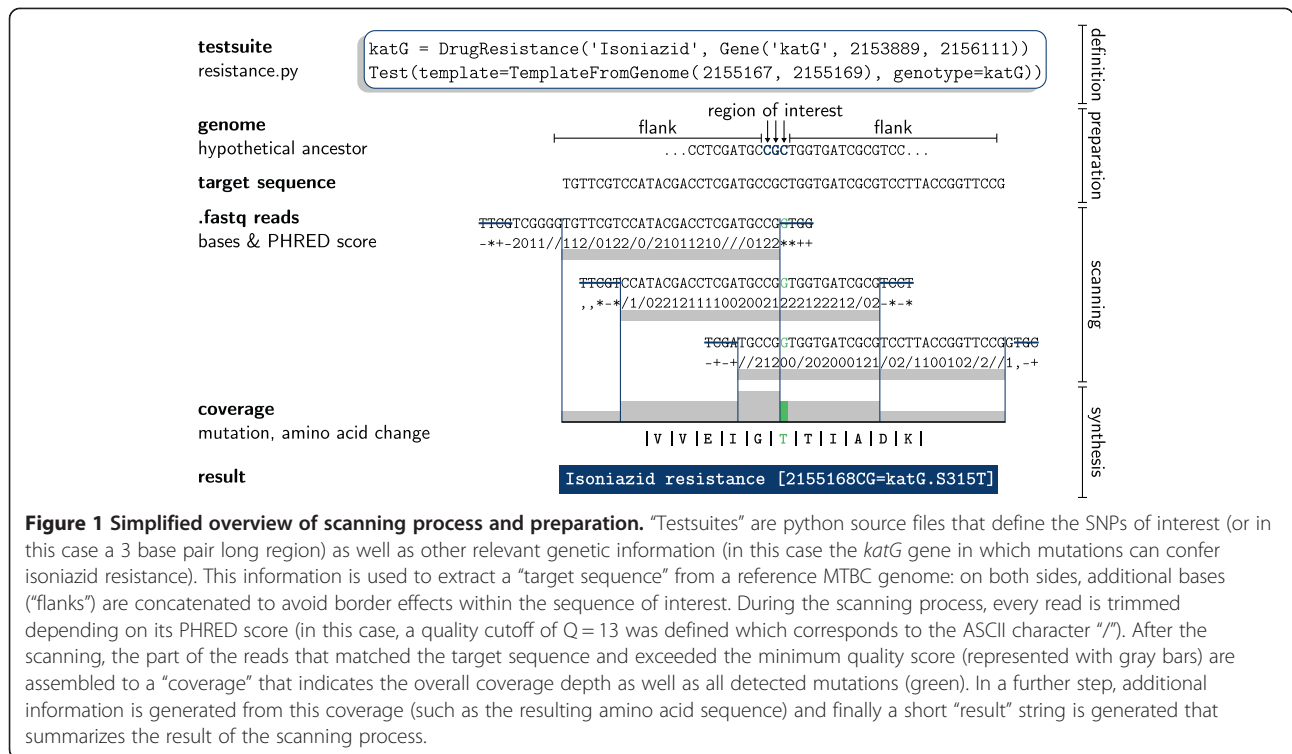 testsuite
resistance.py
katG = DrugResistance('Isoniazid', Gene('katG', 2153889, 2156111))
Test(template=TemplateFromGenome(2155167, 2155169), genotype=katG))
definition
region of interest
flank
flank
genome
hypothetical ancestor
...CCTCGATGCCGCTGGTGATCGCGTCC...
target sequence
TGTTCGTCCATACGACCTCGATGCCGCTGGTGATCGCGTCCTTACCGGTTCCG
preparation
.fastq reads
bases & PHRED score
TTCGTCGGGGTGTTCGTCCATACGACCTCGATGCCGGTGG
-*+-2011//112/0122/0/21011210///0122**++
TTCGTCCATACGACCTCGATGCCGGTGGTGATCGCGTCCT
,,*-*/1/022121111002002122212 2212/02-*-*
TCGATGCCGGTGGTGATCGCGTCCTTACCGGTTCCGGTGC
-+-+//21200/202000121/02/1100102/2//1,-+
scanning
coverage
mutation, amino acid change
| V | V | E | I | G | T | T | I | A | D | K |
result
Isoniazid resistance [2155168CG=katG.S315T]
synthesis
Figure 1 Simplified overview of scanning process and preparation. "Testsuites" are python source files that define the SNPs of interest (or in
this case a 3 base pair long region) as well as other relevant genetic information (in this case the katG gene in which mutations can confer
isoniazid resistance). This information is used to extract a "target sequence" from a reference MTBC genome: on both sides, additional bases
("flanks") are concatenated to avoid border effects within the sequence of interest. During the scanning process, every read is trimmed
depending on its PHRED score (in this case, a quality cutoff of Q = 13 was defined which corresponds to the ASCII character "/"). After the
scanning, the part of the reads that matched the target sequence and exceeded the minimum quality score (represented with gray bars) are
assembled to a "coverage" that indicates the overall coverage depth as well as all detected mutations (green). In a further step, additional
information is generated from this coverage (such as the resulting amino acid sequence) and finally a short "result" string is generated that
summarizes the result of the scanning process.